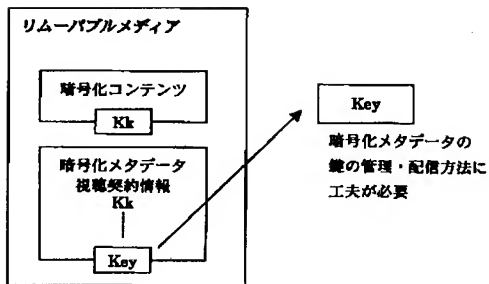 リムーバブルメディア
暗号化コンテンツ
Kk
暗号化メタデータ
視聴契約情報
Kk
Key
Key
暗号化メタデータの
鍵の管理・配信方法に
工夫が必要